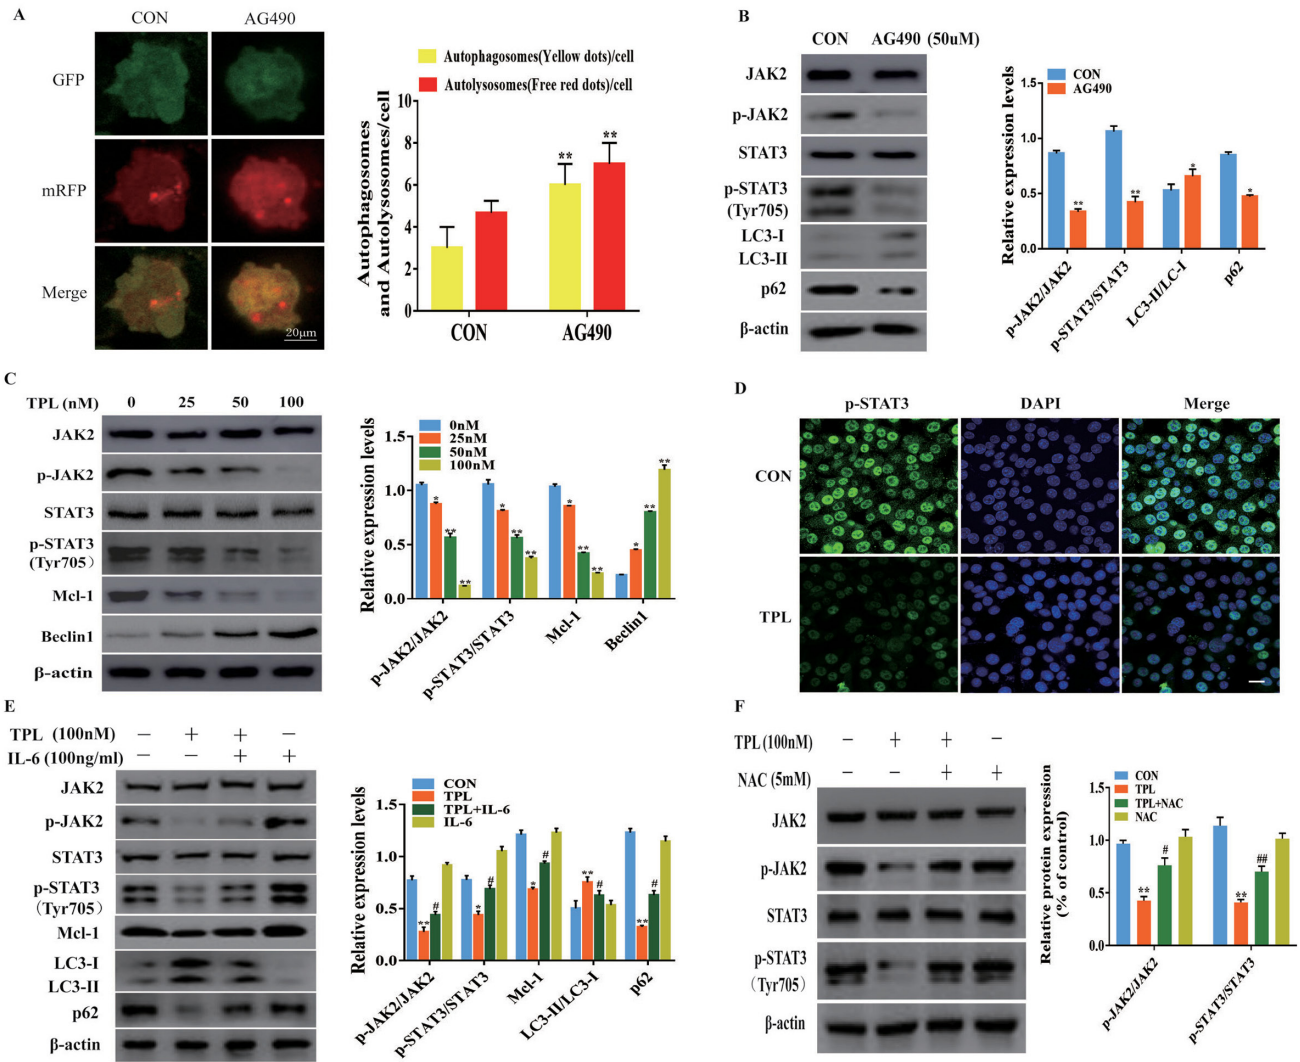 A
CON
AG490
GFP
mRFP
Merge
20μm
Autophagosomes(Yellow dots)/cell
Autolysosomes(Free red dots)/cell
Autophagosomes
and Autolysosomes/cell
10
8
6
4
2
0
**
**
CON
AG490
B
CON
AG490 (50uM)
JAK2
p-JAK2
STAT3
p-STAT3
(Tyr705)
LC3-I
LC3-II
p62
β-actin
Relative expression levels
CON
AG490
1.5
1.0
0.5
0.0
**
**
*
*
p-JAK2/JAK2
p-STAT3/STAT3
LC3-II/LC-I
p62
C
TPL (nM)
0
25
50
100
JAK2
p-JAK2
STAT3
p-STAT3
(Tyr705)
Mcl-1
Beclin1
β-actin
Relative expression levels
0nM
25nM
50nM
100nM
1.5
1.0
0.5
0.0
*
**
**
*
**
**
*
**
**
*
**
**
p-JAK2/JAK2
p-STAT3/STAT3
Mcl-1
Beclin1
D
p-STAT3
DAPI
Merge
CON
TPL
E
TPL (100nM)
− + + −
IL-6 (100ng/ml)
− − + +
JAK2
p-JAK2
STAT3
p-STAT3
(Tyr705)
Mcl-1
LC3-I
LC3-II
p62
β-actin
Relative expression levels
CON
TPL
TPL+IL-6
IL-6
1.5
1.0
0.5
0.0
**
#
*
#
*
#
**
#
**
#
p-JAK2/JAK2
p-STAT3/STAT3
Mcl-1
LC3-II/LC3-I
p62
F
TPL (100nM)
− + + −
NAC (5mM)
− − + +
JAK2
p-JAK2
STAT3
p-STAT3
(Tyr705)
β-actin
Relative protein expression
(% of control)
CON
TPL
TPL+NAC
NAC
1.5
1.0
0.5
0.0
**
#
**
##
p-JAK2/JAK2
p-STAT3/STAT3